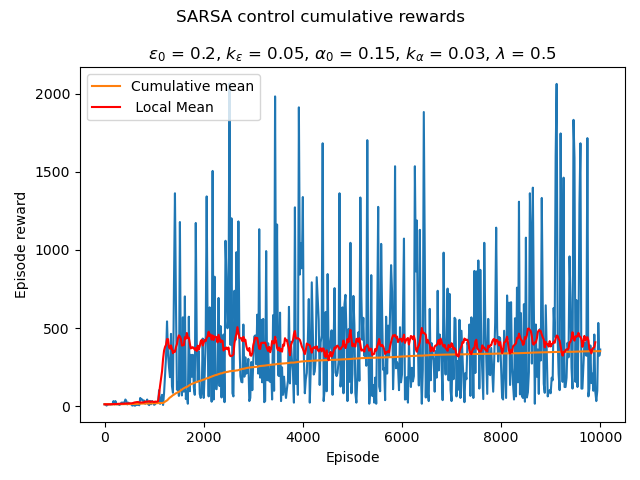 SARSA control cumulative rewards
ε₀ = 0.2, kε = 0.05, α₀ = 0.15, kα = 0.03, λ = 0.5
Cumulative mean
Local Mean
Episode reward
2000
1500
1000
500
0
0 2000 4000 6000 8000 10000
Episode